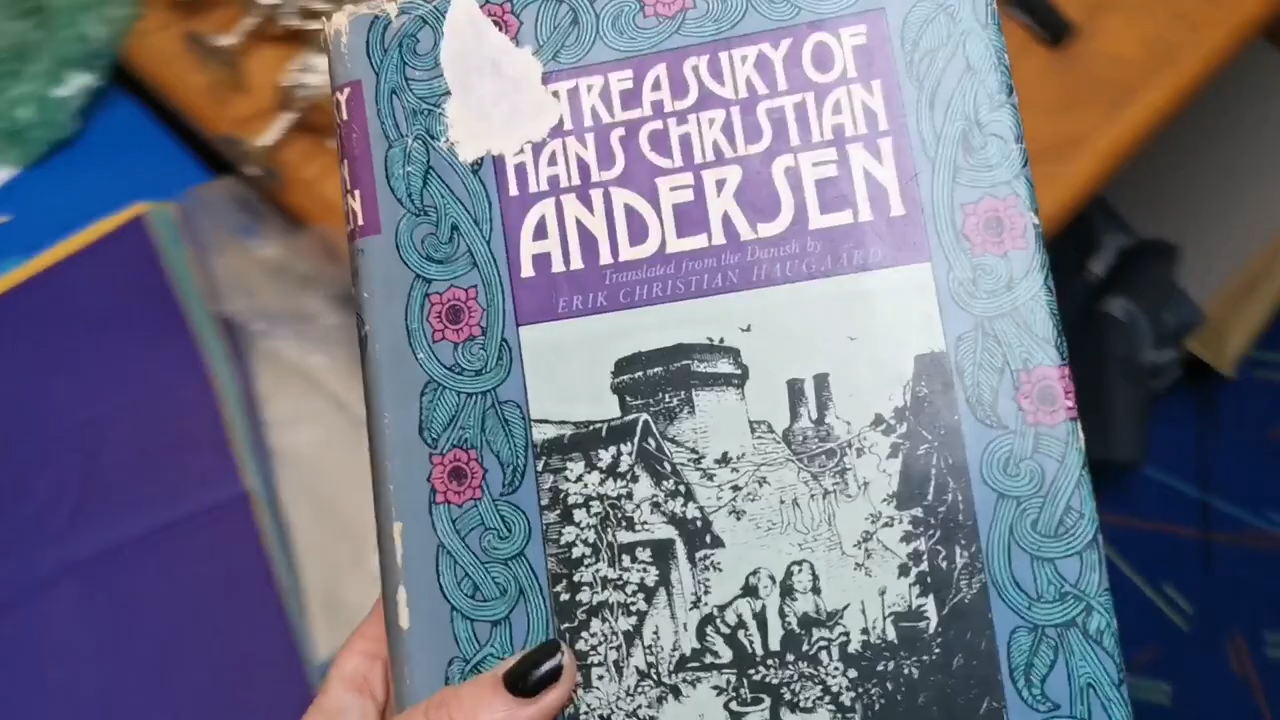 TREASURY OF
HANS CHRISTIAN
ANDERSEN
Translated from the Danish by
ERIK CHRISTIAN HAUGAARD